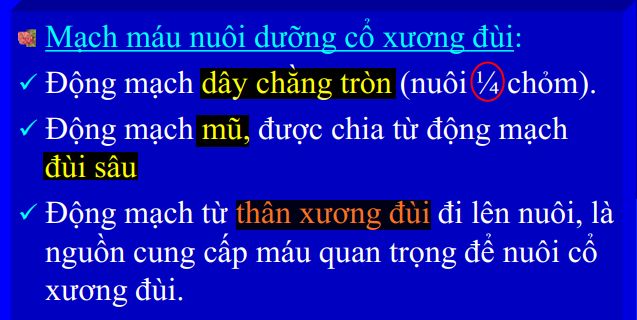 Mạch máu nuôi dưỡng cổ xương đùi:
Động mạch dây chằng tròn (nuôi ¼ chỏm).
Động mạch mũ, được chia từ động mạch
đùi sâu
Động mạch từ thân xương đùi đi lên nuôi, là
nguồn cung cấp máu quan trọng để nuôi cổ
xương đùi.